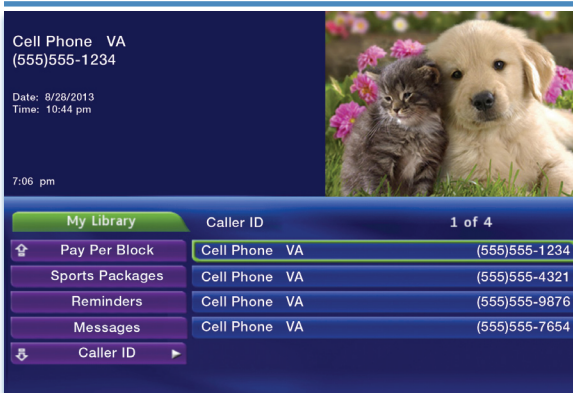 Cell Phone VA
(555)555-1234
Date: 8/28/2013
Time: 10:44 pm
7:06 pm
My Library
Pay Per Block
Sports Packages
Reminders
Messages
Caller ID
Caller ID 1 of 4
Cell Phone VA (555)555-1234
Cell Phone VA (555)555-4321
Cell Phone VA (555)555-9876
Cell Phone VA (555)555-7654